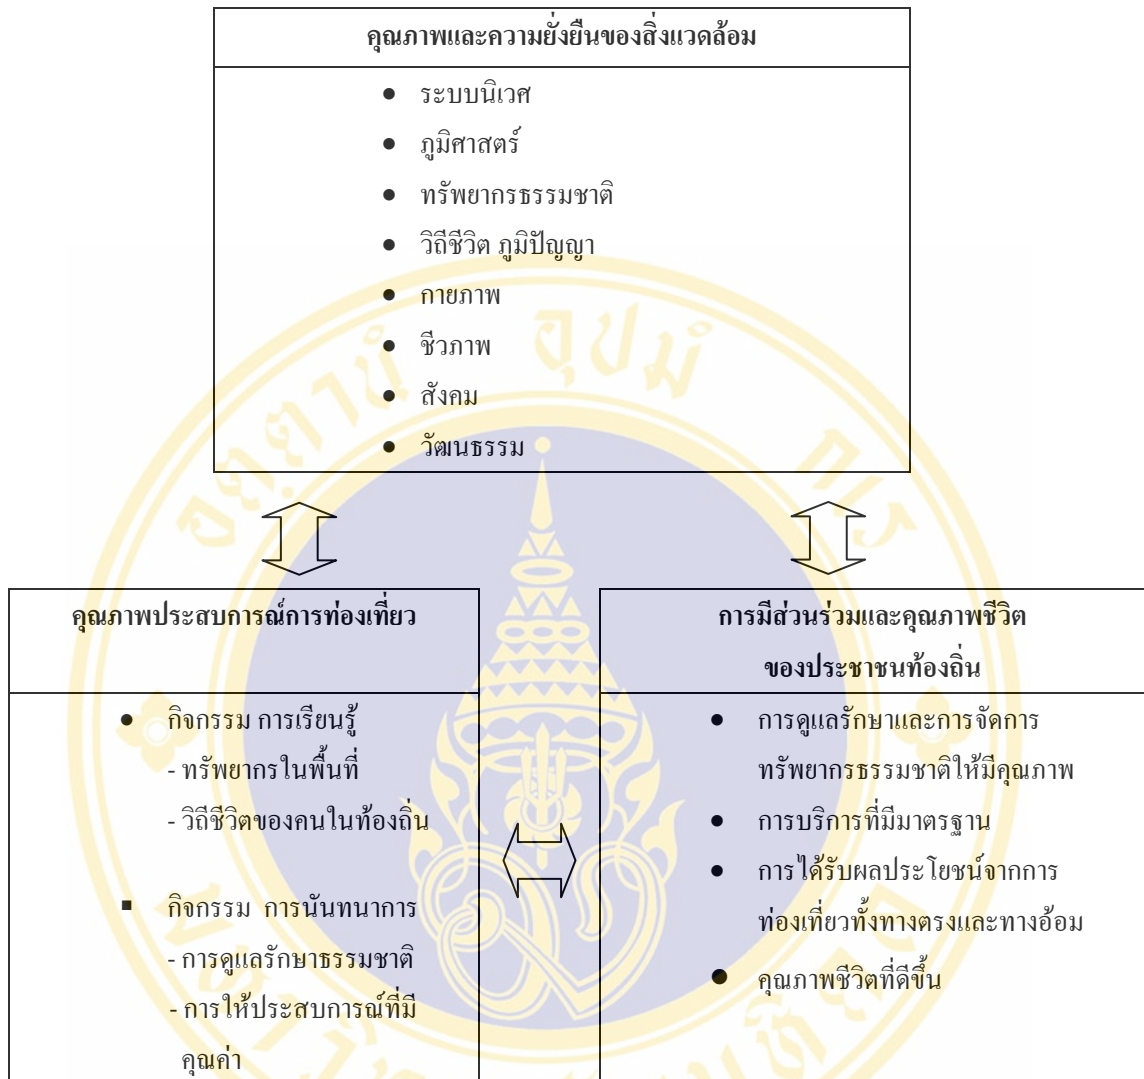 คุณภาพและความยั่งยืนของสิ่งแวดล้อม
• ระบบนิเวศ
• ภูมิศาสตร์
• ทรัพยากรธรรมชาติ
• วิถีชีวิต ภูมิปัญญา
• กายภาพ
• ชีวภาพ
• สังคม
• วัฒนธรรม
คุณภาพประสบการณ์การท่องเที่ยว
• กิจกรรม การเรียนรู้
- ทรัพยากรในพื้นที่
- วิถีชีวิตของคนในท้องถิ่น
▪ กิจกรรม การนันทนาการ
- การดูแลรักษาธรรมชาติ
- การให้ประสบการณ์ที่มี
คุณค่า
การมีส่วนร่วมและคุณภาพชีวิต
ของประชาชนท้องถิ่น
• การดูแลรักษาและการจัดการ
ทรัพยากรธรรมชาติให้มีคุณภาพ
• การบริการที่มีมาตรฐาน
• การได้รับผลประโยชน์จากการ
ท่องเที่ยวทั้งทางตรงและทางอ้อม
• คุณภาพชีวิตที่ดีขึ้น
อตฺตานํ อุปมํ กเร